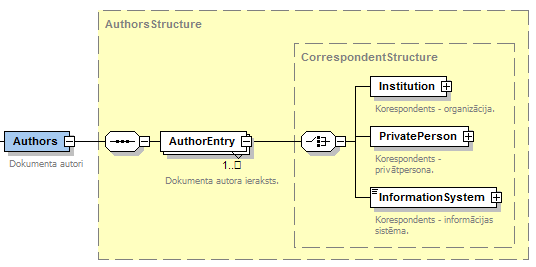 AuthorsStructure
CorrespondentStructure
Institution
Korespondents - organizācija.
Authors
Dokumenta autori
AuthorEntry
1..
Dokumenta autora ieraksts.
PrivatePerson
Korespondents -
privātpersona.
InformationSystem
Korespondents - informācijas
sistēma.